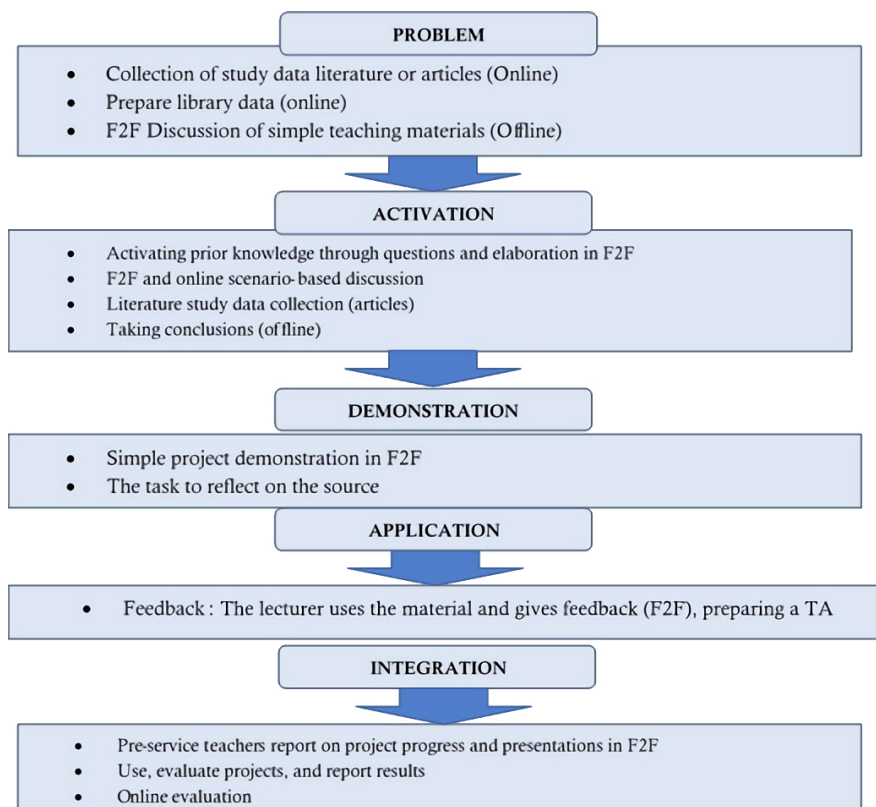 PROBLEM
• Collection of study data literature or articles (Online)
• Prepare library data (online)
• F2F Discussion of simple teaching materials (Offline)
ACTIVATION
• Activating prior knowledge through questions and elaboration in F2F
• F2F and online scenario-based discussion
• Literature study data collection (articles)
• Taking conclusions (offline)
DEMONSTRATION
• Simple project demonstration in F2F
• The task to reflect on the source
APPLICATION
• Feedback : The lecturer uses the material and gives feedback (F2F), preparing a TA
INTEGRATION
• Pre-service teachers report on project progress and presentations in F2F
• Use, evaluate projects, and report results
• Online evaluation